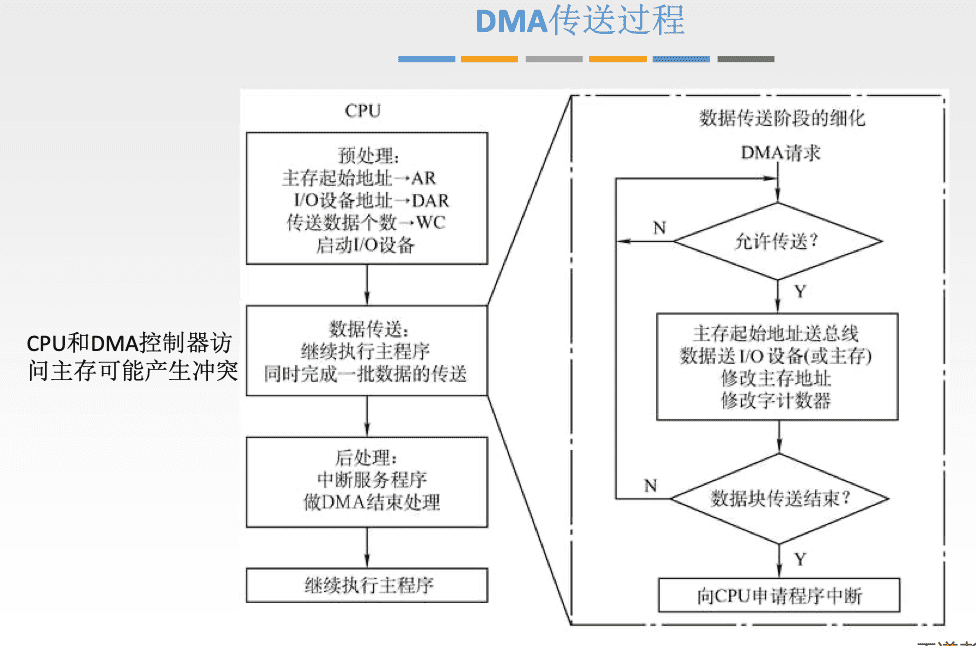 DMA传送过程
CPU
预处理：
主存起始地址→AR
I/O设备地址→DAR
传送数据个数→WC
启动I/O设备
CPU和DMA控制器访
问主存可能产生冲突
数据传送：
继续执行主程序
同时完成一批数据的传送
后处理：
中断服务程序
做DMA结束处理
继续执行主程序
数据传送阶段的细化
DMA请求
N
允许传送？
Y
主存起始地址送总线
数据送I/O设备(或主存)
修改主存地址
修改字计数器
N
数据块传送结束？
Y
向CPU申请程序中断